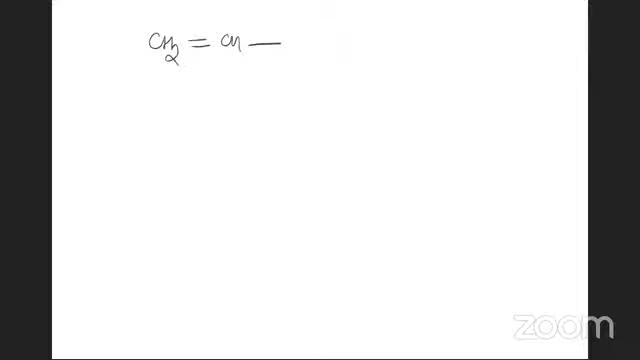 CH₂ = CH —
zoom